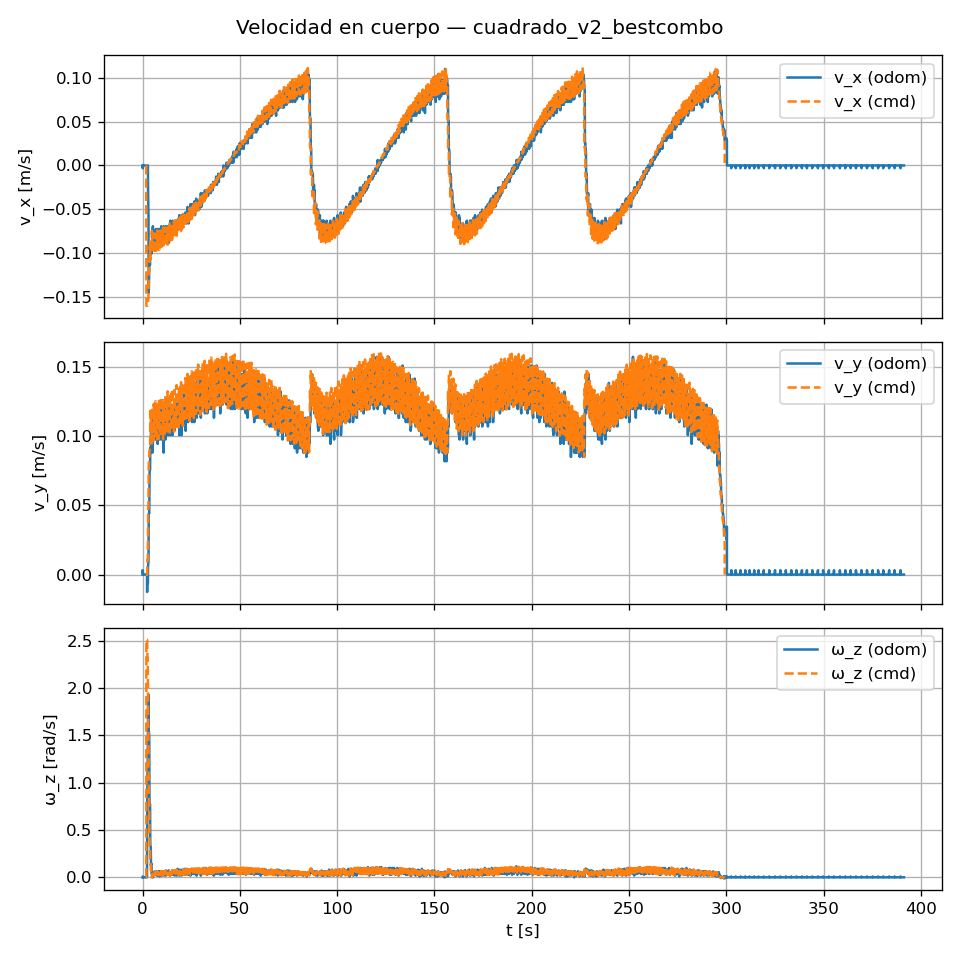 Velocidad en cuerpo — cuadrado_v2_bestcombo
v_x [m/s]
0.10
0.05
0.00
−0.05
−0.10
−0.15
v_x (odom)
v_x (cmd)
v_y [m/s]
0.15
0.10
0.05
0.00
v_y (odom)
v_y (cmd)
ω_z [rad/s]
2.5
2.0
1.5
1.0
0.5
0.0
ω_z (odom)
ω_z (cmd)
0 50 100 150 200 250 300 350 400
t [s]